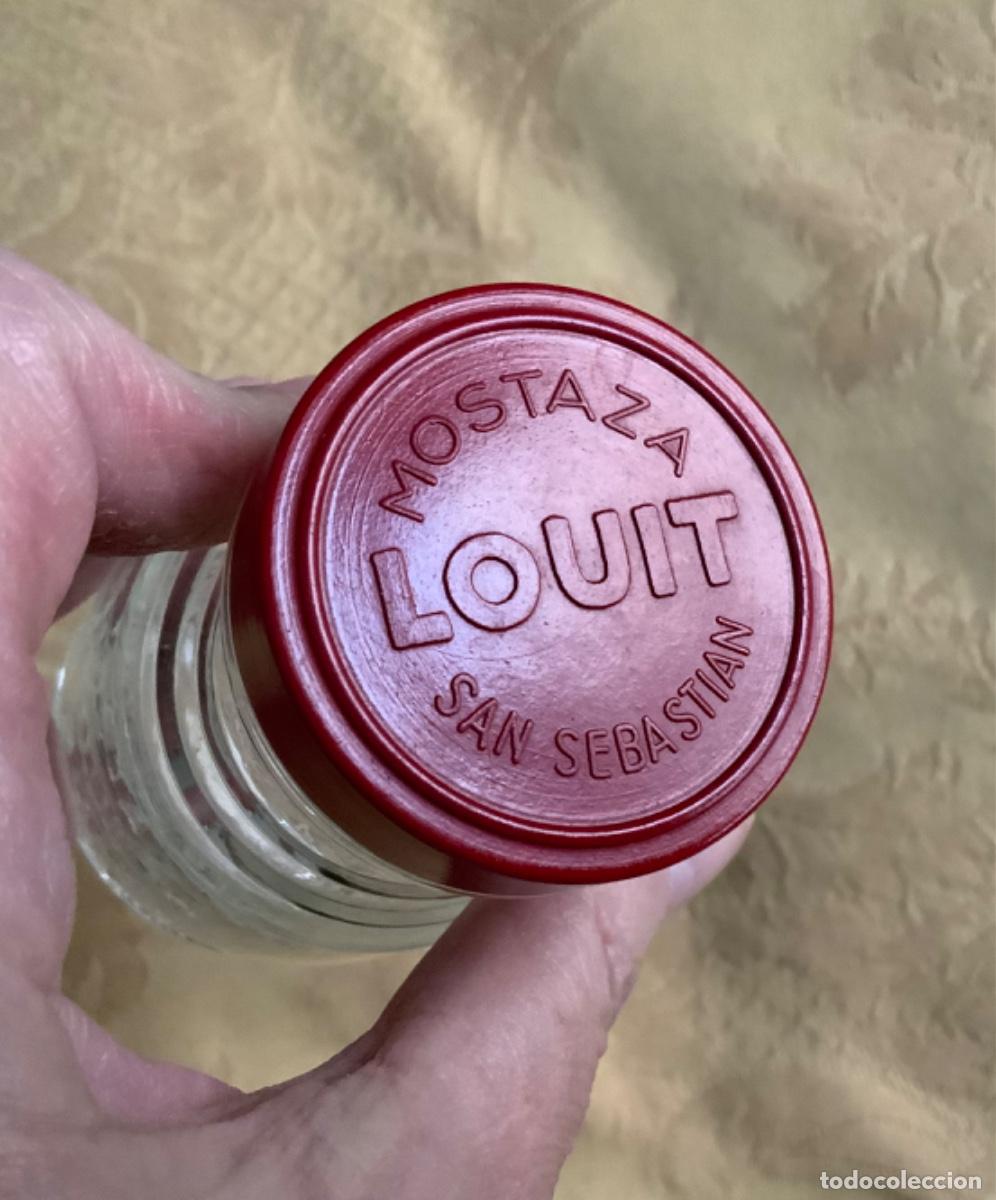 MOSTAZA
LOUIT
SAN SEBASTIAN
todocoleccion